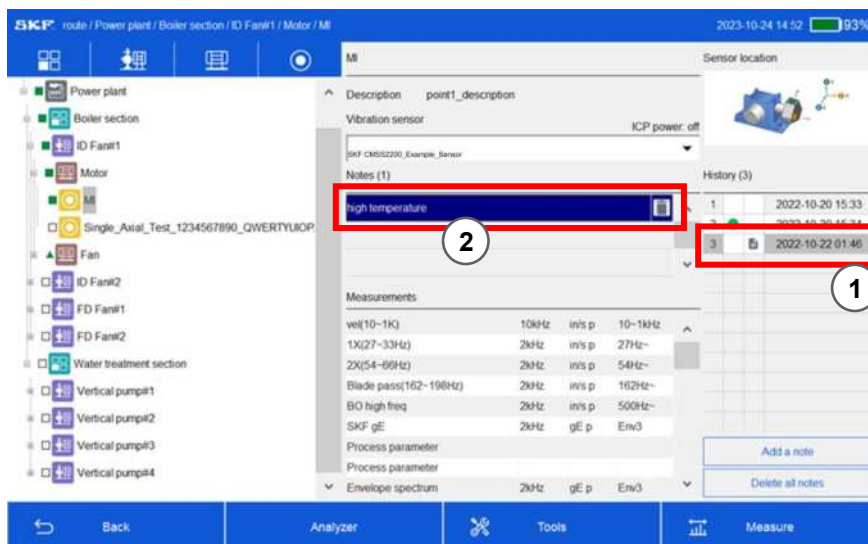 SKF route / Power plant / Boiler section / ID Fan#1 / Motor / MI
2023-10-24 14:52 93%
MI
Description point1_description
Vibration sensor
ICP power: off
SKF CMSS2200_Example_Sensor
Notes (1)
high temperature
2
Measurements
vel(10~1K) 10kHz in/s p 10~1kHz
1X(27~33Hz) 2kHz in/s p 27Hz~
2X(54~66Hz) 2kHz in/s p 54Hz~
Blade pass(162~198Hz) 2kHz in/s p 162Hz~
BO high freq 2kHz in/s p 500Hz~
SKF gE 2kHz gE p Env3
Process parameter
Process parameter
Envelope spectrum 2kHz gE p Env3
Power plant
Boiler section
ID Fan#1
Motor
MI
Single_Axial_Test_1234567890_QWERTYUIOP
Fan
ID Fan#2
FD Fan#1
FD Fan#2
Water treatment section
Vertical pump#1
Vertical pump#2
Vertical pump#3
Vertical pump#4
Sensor location
History (3)
1 2022-10-20 15:33
3 2022-10-22 01:46
1
Add a note
Delete all notes
Back
Analyzer
Tools
Measure